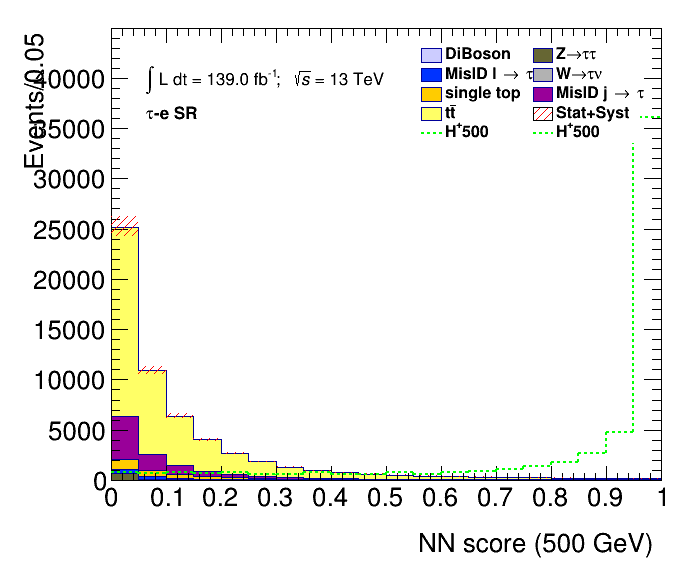 Events/0.05
40000
35000
30000
25000
20000
15000
10000
5000
0
∫ L dt = 139.0 fb⁻¹; √s = 13 TeV
τ-e SR
DiBoson
Z→ττ
MisID l → τ
W→τν
single top
MisID j → τ
tt̄
Stat+Syst
H⁺500
H⁺500
0 0.1 0.2 0.3 0.4 0.5 0.6 0.7 0.8 0.9 1
NN score (500 GeV)